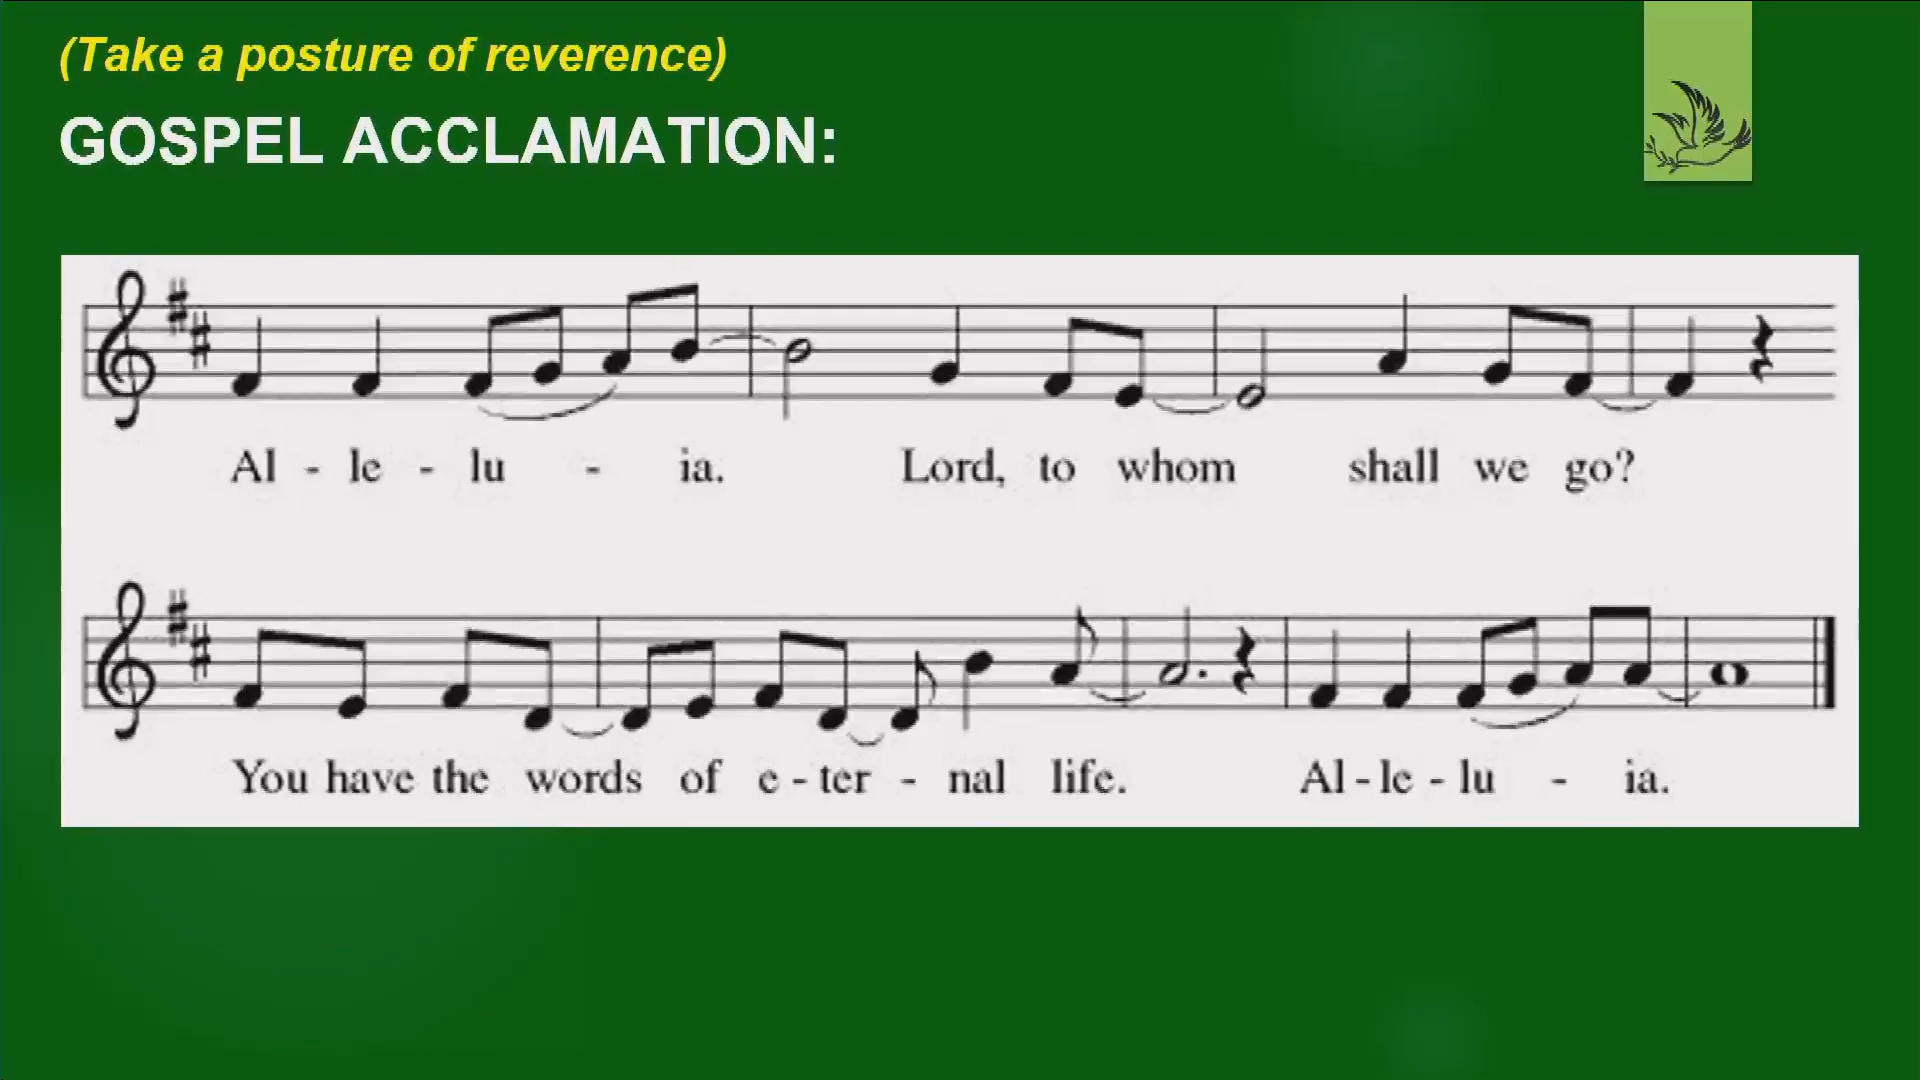 (Take a posture of reverence)
GOSPEL ACCLAMATION:
Al - le - lu - ia. Lord, to whom shall we go?
You have the words of e - ter - nal life. Al - le - lu - ia.